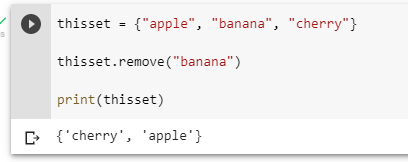 thisset = {"apple", "banana", "cherry"}
thisset.remove("banana")
print(thisset)
{'cherry', 'apple'}